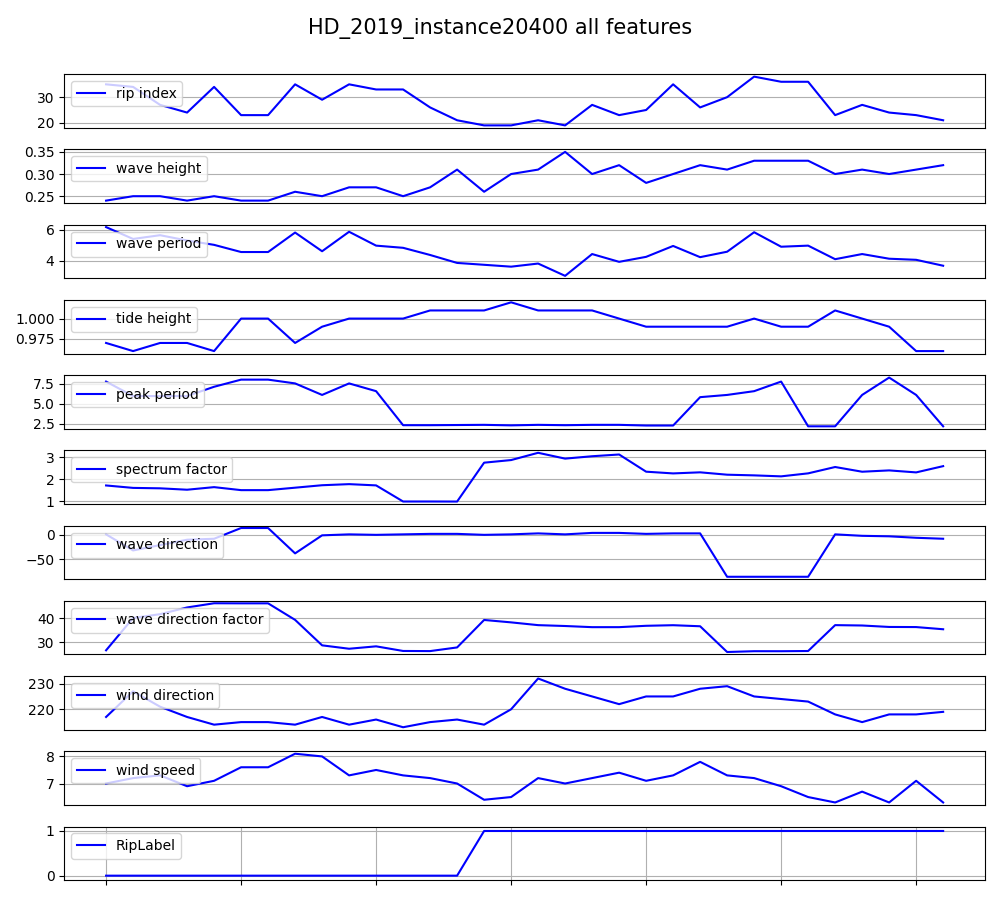 HD_2019_instance20400 all features
30
20
rip index
0.35
0.30
0.25
wave height
6
4
wave period
1.000
0.975
tide height
7.5
5.0
2.5
peak period
3
2
1
spectrum factor
0
−50
wave direction
40
30
wave direction factor
230
220
wind direction
8
7
wind speed
1
0
RipLabel